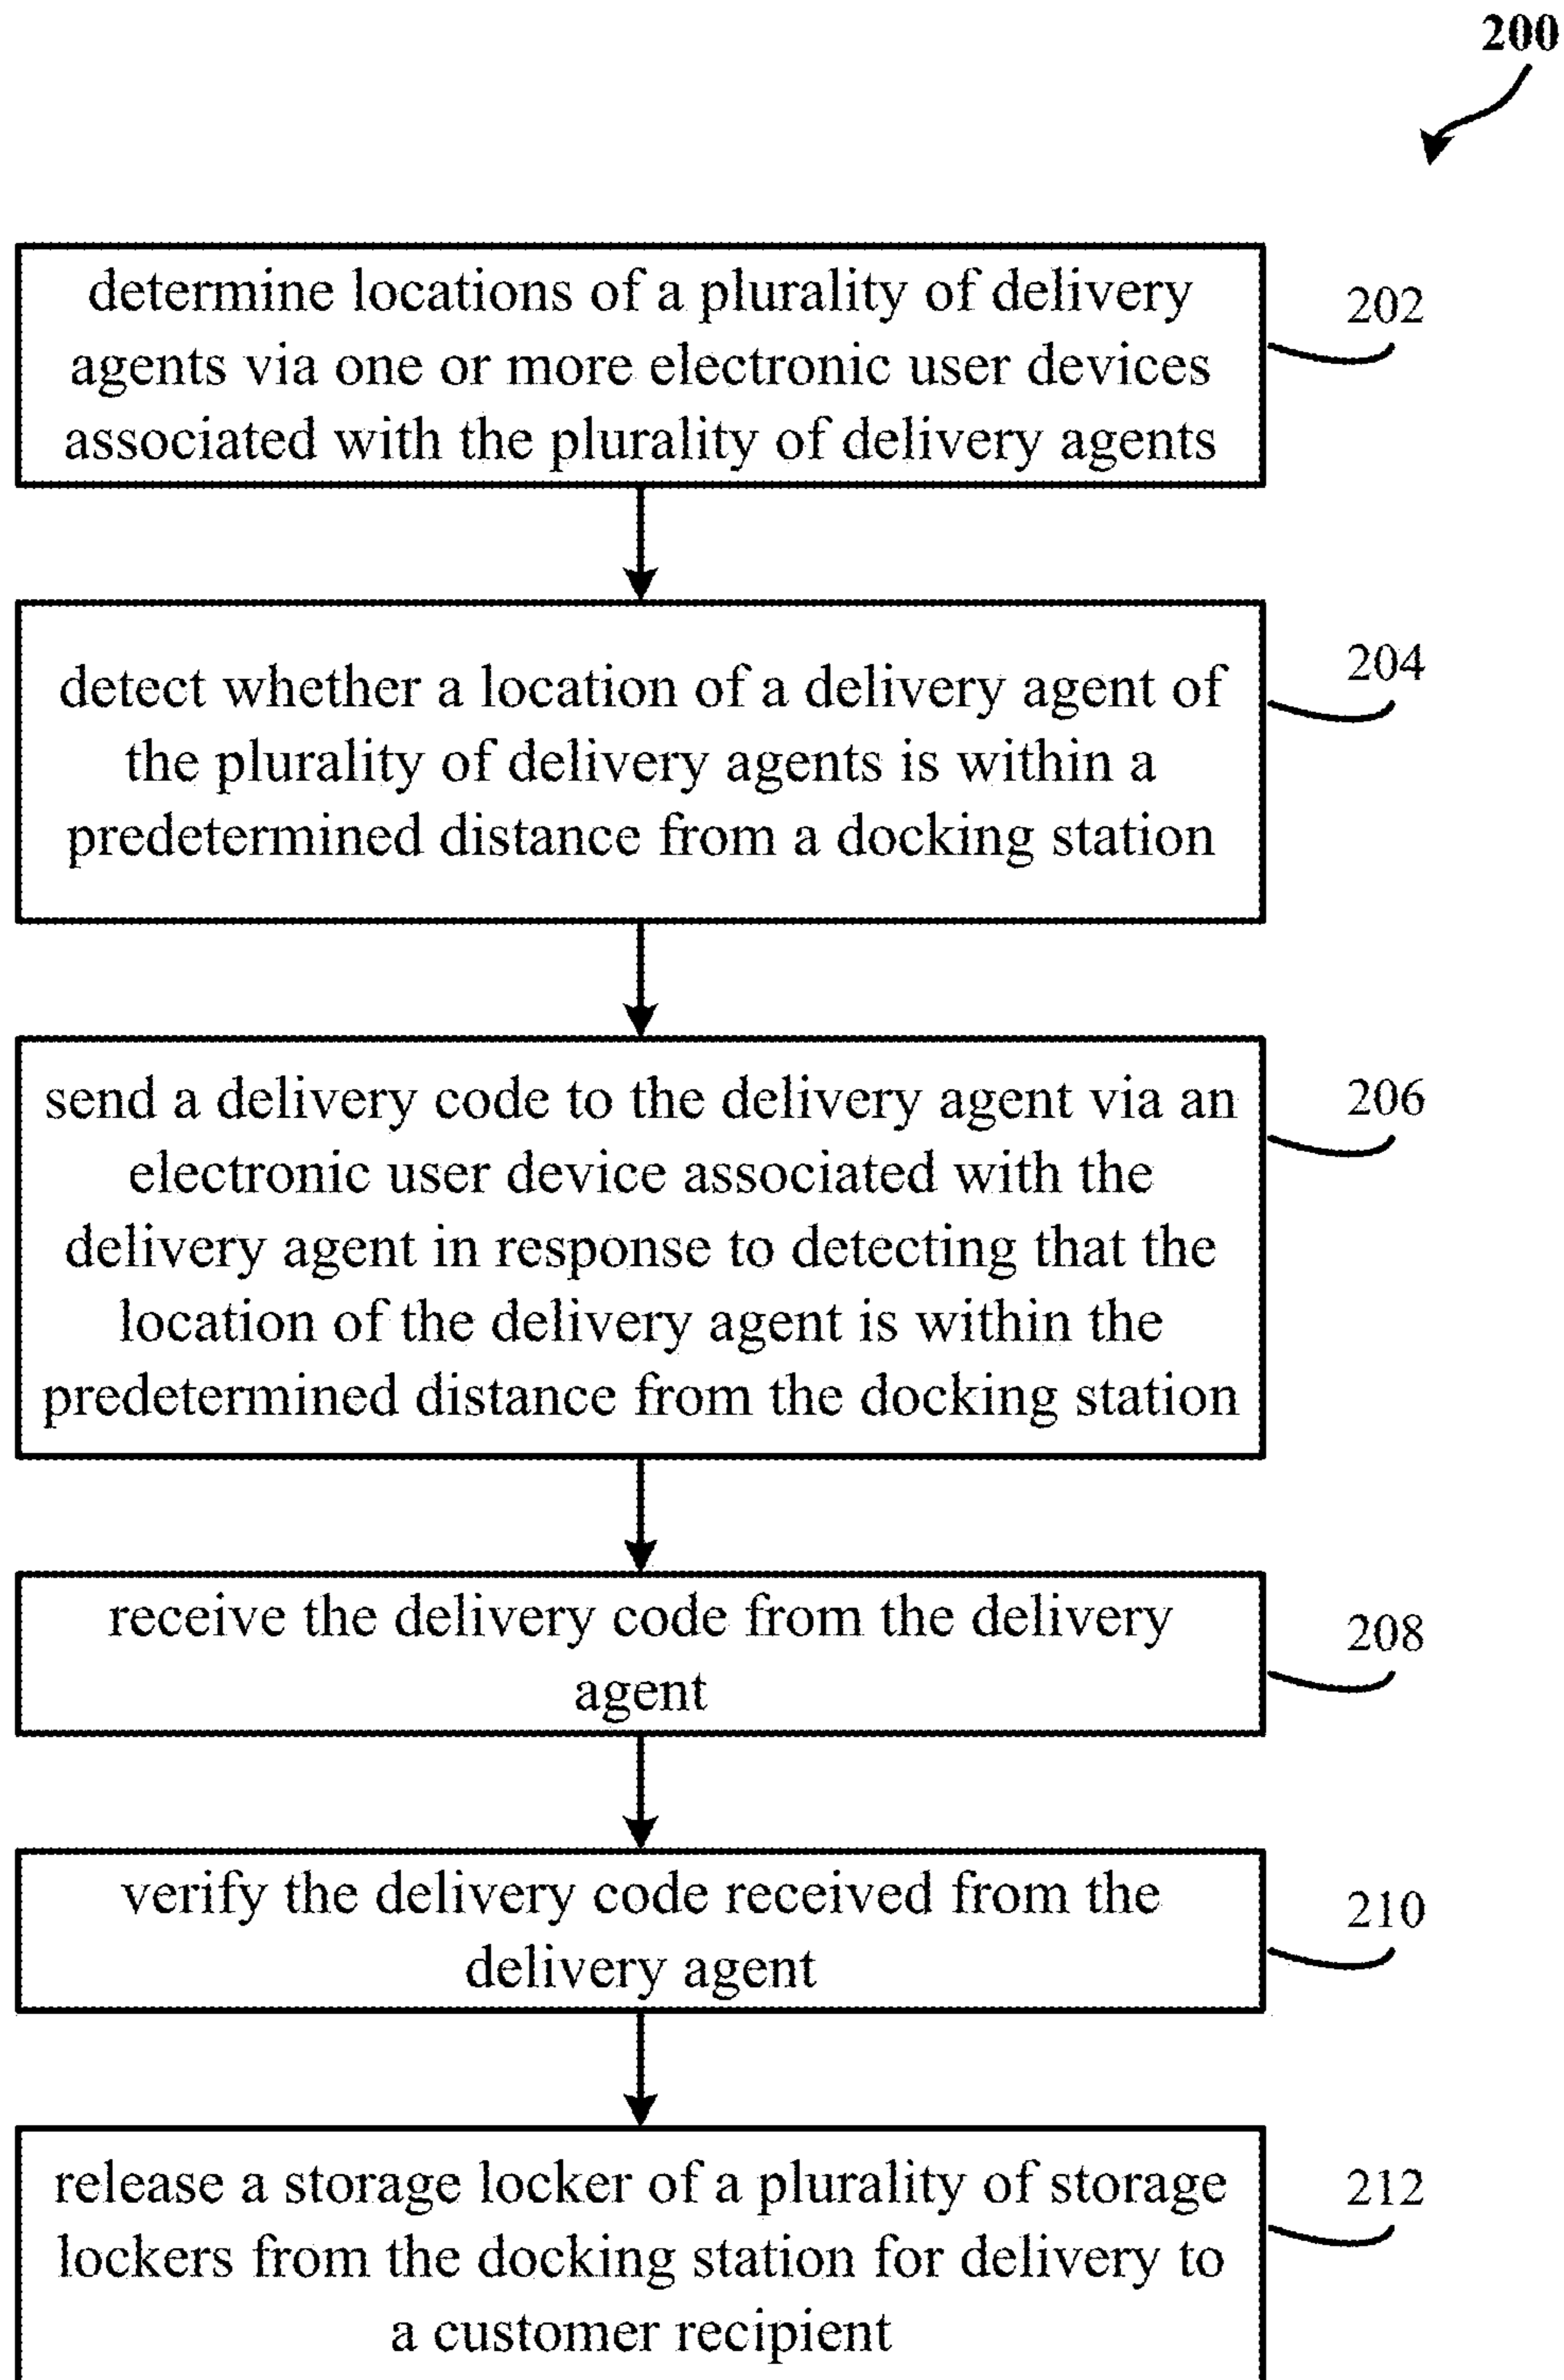 200
determine locations of a plurality of delivery
agents via one or more electronic user devices
associated with the plurality of delivery agents
202
detect whether a location of a delivery agent of
the plurality of delivery agents is within a
predetermined distance from a docking station
204
send a delivery code to the delivery agent via an
electronic user device associated with the
delivery agent in response to detecting that the
location of the delivery agent is within the
predetermined distance from the docking station
206
receive the delivery code from the delivery
agent
208
verify the delivery code received from the
delivery agent
210
release a storage locker of a plurality of storage
lockers from the docking station for delivery to
a customer recipient
212